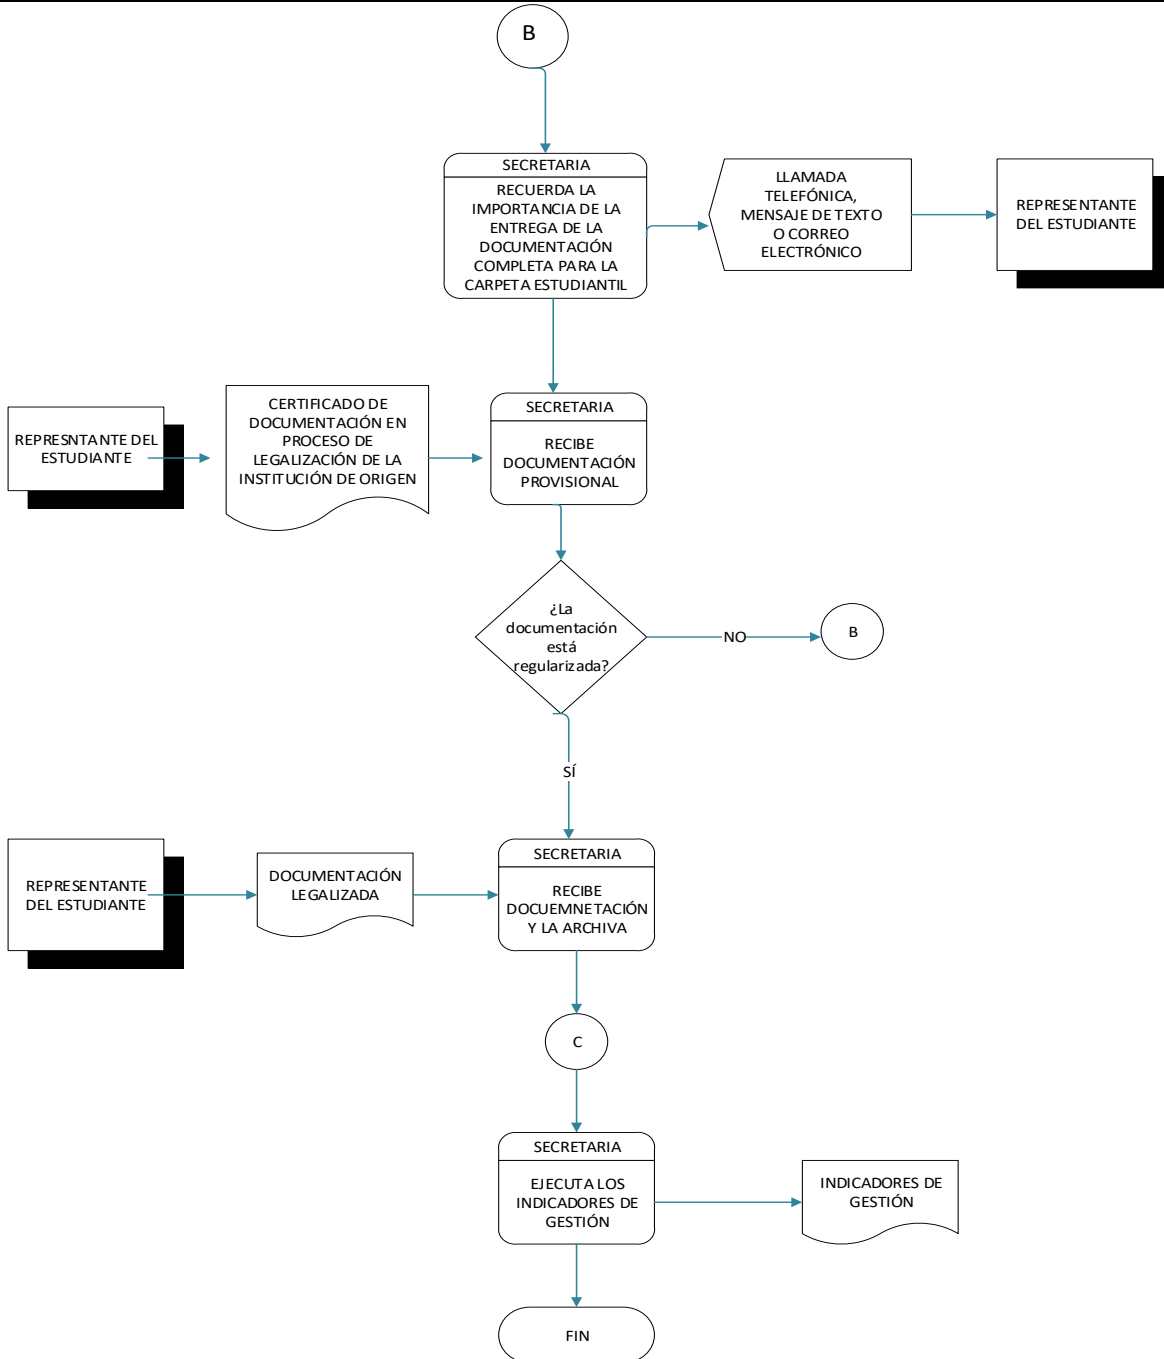 B
SECRETARIA
RECUERDA LA
IMPORTANCIA DE LA
ENTREGA DE LA
DOCUMENTACIÓN
COMPLETA PARA LA
CARPETA ESTUDIANTIL
LLAMADA
TELEFÓNICA,
MENSAJE DE TEXTO
O CORREO
ELECTRÓNICO
REPRESENTANTE
DEL ESTUDIANTE
REPRESNTANTE DEL
ESTUDIANTE
CERTIFICADO DE
DOCUMENTACIÓN EN
PROCESO DE
LEGALIZACIÓN DE LA
INSTITUCIÓN DE ORIGEN
SECRETARIA
RECIBE
DOCUMENTACIÓN
PROVISIONAL
¿La
documentación
está
regularizada?
NO
B
SÍ
REPRESENTANTE
DEL ESTUDIANTE
DOCUMENTACIÓN
LEGALIZADA
SECRETARIA
RECIBE
DOCUEMNETACIÓN
Y LA ARCHIVA
C
SECRETARIA
EJECUTA LOS
INDICADORES DE
GESTIÓN
INDICADORES DE
GESTIÓN
FIN